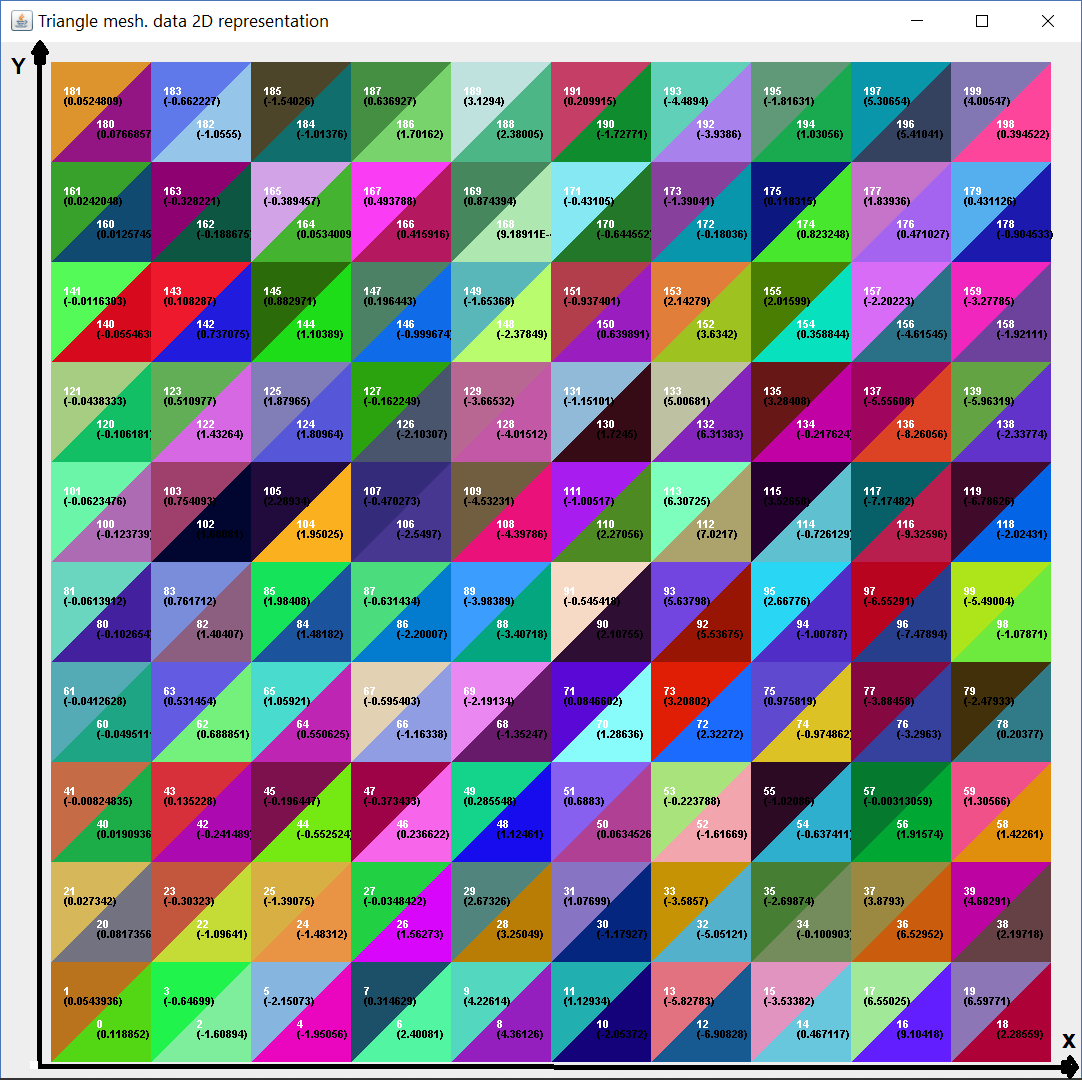 Triangle mesh. data 2D representation
Y
181 183 185 187 189 191 193 195 197 199
(0.0524809) (-0.662227) (-1.54026) (0.636927) (3.1294) (0.209915) (-4.4894) (-1.81631) (5.30654) (4.00547)
180 182 184 186 188 190 192 194 196 198
(0.0766857 (-1.0555) (-1.01376) (1.70162) (2.38005) (-1.72771) (-3.9386) (1.03056) (5.41041) (0.394522)
161 163 165 167 169 171 173 175 177 179
(0.0242048) (-0.328221) (-0.389457) (0.493788) (0.874394) (-0.43105) (-1.39041) (0.118315) (1.83936) (0.431126)
160 162 164 166 168 170 172 174 176 178
(0.0125745 (-0.188675) (0.0534009 (0.415916) (9.18911E- (-0.644552) (-0.18036) (0.823248) (0.471027) (-0.904533)
141 143 145 147 149 151 153 155 157 159
(-0.0116303) (0.108287) (0.882971) (0.196443) (-1.65368) (-0.937401) (2.14279) (2.01599) (-2.20223) (-3.27785)
140 142 144 146 148 150 152 154 156 158
(-0.055463 (0.737075) (1.10389) (-0.999674) (-2.37849) (0.639891) (3.6342) (0.358844) (-4.61545) (-1.92111)
121 123 125 127 129 131 133 135 137 139
(-0.0438333) (0.510977) (1.87965) (-0.162249) (-3.66532) (-1.15101) (5.00681) (3.28408) (-5.55608) (-5.96319)
120 122 124 126 128 130 132 134 136 138
(-0.106181) (1.43264) (1.80964) (-2.10307) (-4.01512) (1.7245) (6.31383) (-0.217624) (-8.26056) (-2.33774)
101 103 105 107 109 111 113 115 117 119
(-0.0623476) (0.754093) (2.28934) (-0.470273) (-4.53231) (-1.00517) (6.30725) (-7.17482) (-6.78626)
100 102 104 106 108 110 112 114 116 118
(-0.123739) (1.95025) (-2.5497) (-4.39786) (2.27056) (7.0217) (-0.726129) (-9.32596) (-2.02431)
81 83 85 87 89 91 93 95 97 99
(-0.0613912) (0.761712) (1.98408) (-0.631434) (-3.98389) (-0.545418) (5.63798) (2.66776) (-6.55291) (-5.49004)
80 82 84 86 88 90 92 94 96 98
(-0.102654) (1.40407) (1.48182) (-2.20007) (-3.40718) (2.10755) (5.53675) (-1.00787) (-7.47894) (-1.07871)
61 63 65 67 69 71 73 75 77 79
(-0.0412628) (0.531454) (1.05921) (-0.595403) (-2.19134) (0.0846602) (3.20802) (0.975819) (-3.88458) (-2.47933)
60 62 64 66 68 70 72 74 76 78
(-0.049511 (0.688851) (0.550625) (-1.16338) (-1.35247) (1.28636) (2.32272) (-0.974862) (-3.2963) (0.20377)
41 43 45 47 49 51 53 55 57 59
(-0.00824835) (0.135228) (-0.196447) (-0.373433) (0.285548) (0.6883) (-0.223788) (-1.02086) (-0.00313059) (1.30566)
40 42 44 46 48 50 52 54 56 58
(0.0190936 (-0.241489) (-0.552524) (0.236622) (1.12461) (0.0634526 (-1.61669) (-0.637411) (1.91574) (1.42261)
21 23 25 27 29 31 33 35 37 39
(0.027342) (-0.30323) (-1.39075) (-0.0348422) (2.67326) (1.07699) (-3.5857) (-2.69874) (3.8793) (4.68291)
20 22 24 26 28 30 32 34 36 38
(0.0817356 (-1.09641) (-1.48312) (1.56273) (3.25049) (-1.17927) (-5.05121) (-0.100903) (6.52952) (2.19718)
1 3 5 7 9 11 13 15 17 19
(0.0543936) (-0.64699) (-2.15073) (0.314629) (4.22614) (1.12934) (-5.82783) (-3.53382) (6.55025) (6.59771)
0 2 4 6 8 10 12 14 16 18
(0.118852) (-1.60894) (-1.95056) (2.40081) (4.36126) (-2.05372) (-6.90828) (0.467117) (9.10418) (2.28559)
X